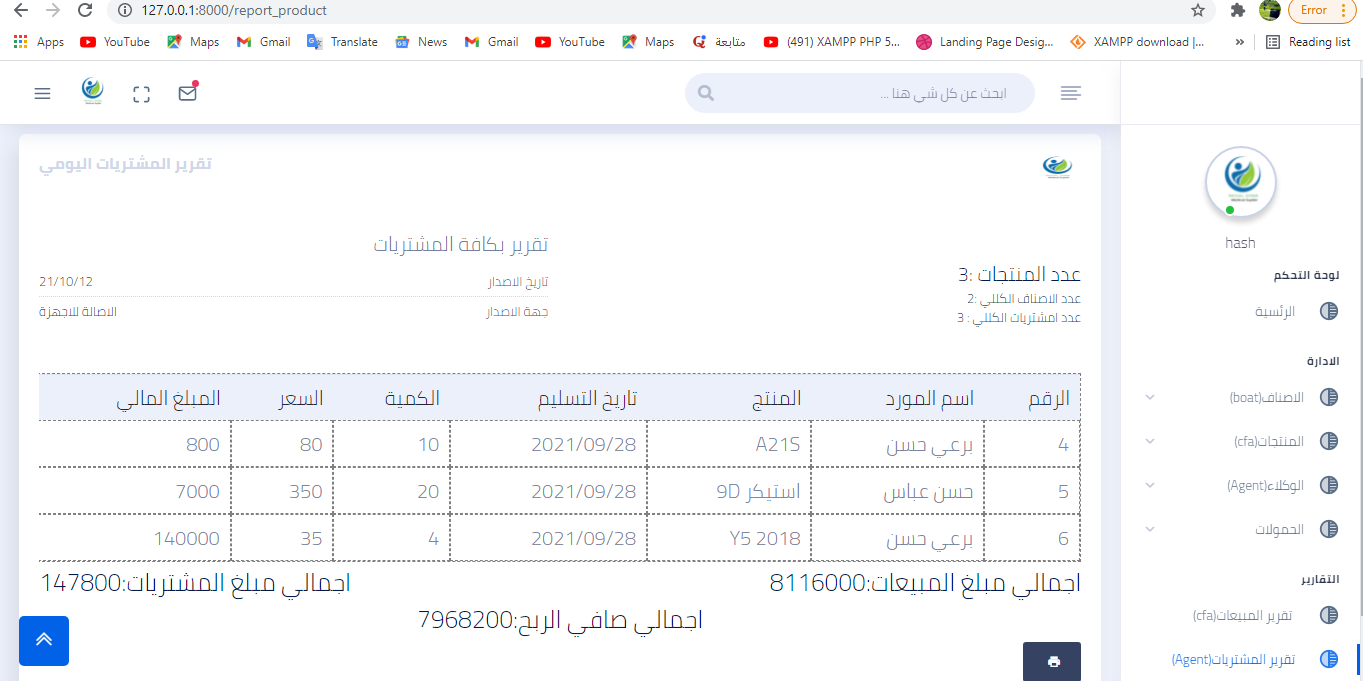 127.0.0.1:8000/report_product
Error
Apps YouTube Maps Gmail Translate News Gmail YouTube Maps متابعة (491) XAMPP PHP 5... Landing Page Desig... XAMPP download |... » Reading list
ابحث عن كل شي هنا ...
تقرير المشتريات اليومي
تقرير بكافة المشتريات
تاريخ الاصدار 21/10/12
جهة الاصدار الاصالة للاجهزة
عدد المنتجات :3
عدد الاصناف الكللي :2
عدد امشتريات الكللي : 3
الرقم اسم المورد المنتج تاريخ التسليم الكمية السعر المبلغ المالي
4 برعي حسن A21S 2021/09/28 10 80 800
5 حسن عباس استيكر 9D 2021/09/28 20 350 7000
6 برعي حسن Y5 2018 2021/09/28 4 35 140000
اجمالي مبلغ المبيعات:8116000 اجمالي مبلغ المشتريات:147800
اجمالي صافي الربح:7968200
hash
لوحة التحكم
الرئسية
الادارة
الاصناف(boat)
المنتجات(cfa)
الوكلاء(Agent)
الحمولات
التقارير
تقرير المبيعات(cfa)
تقرير المشتريات(Agent)